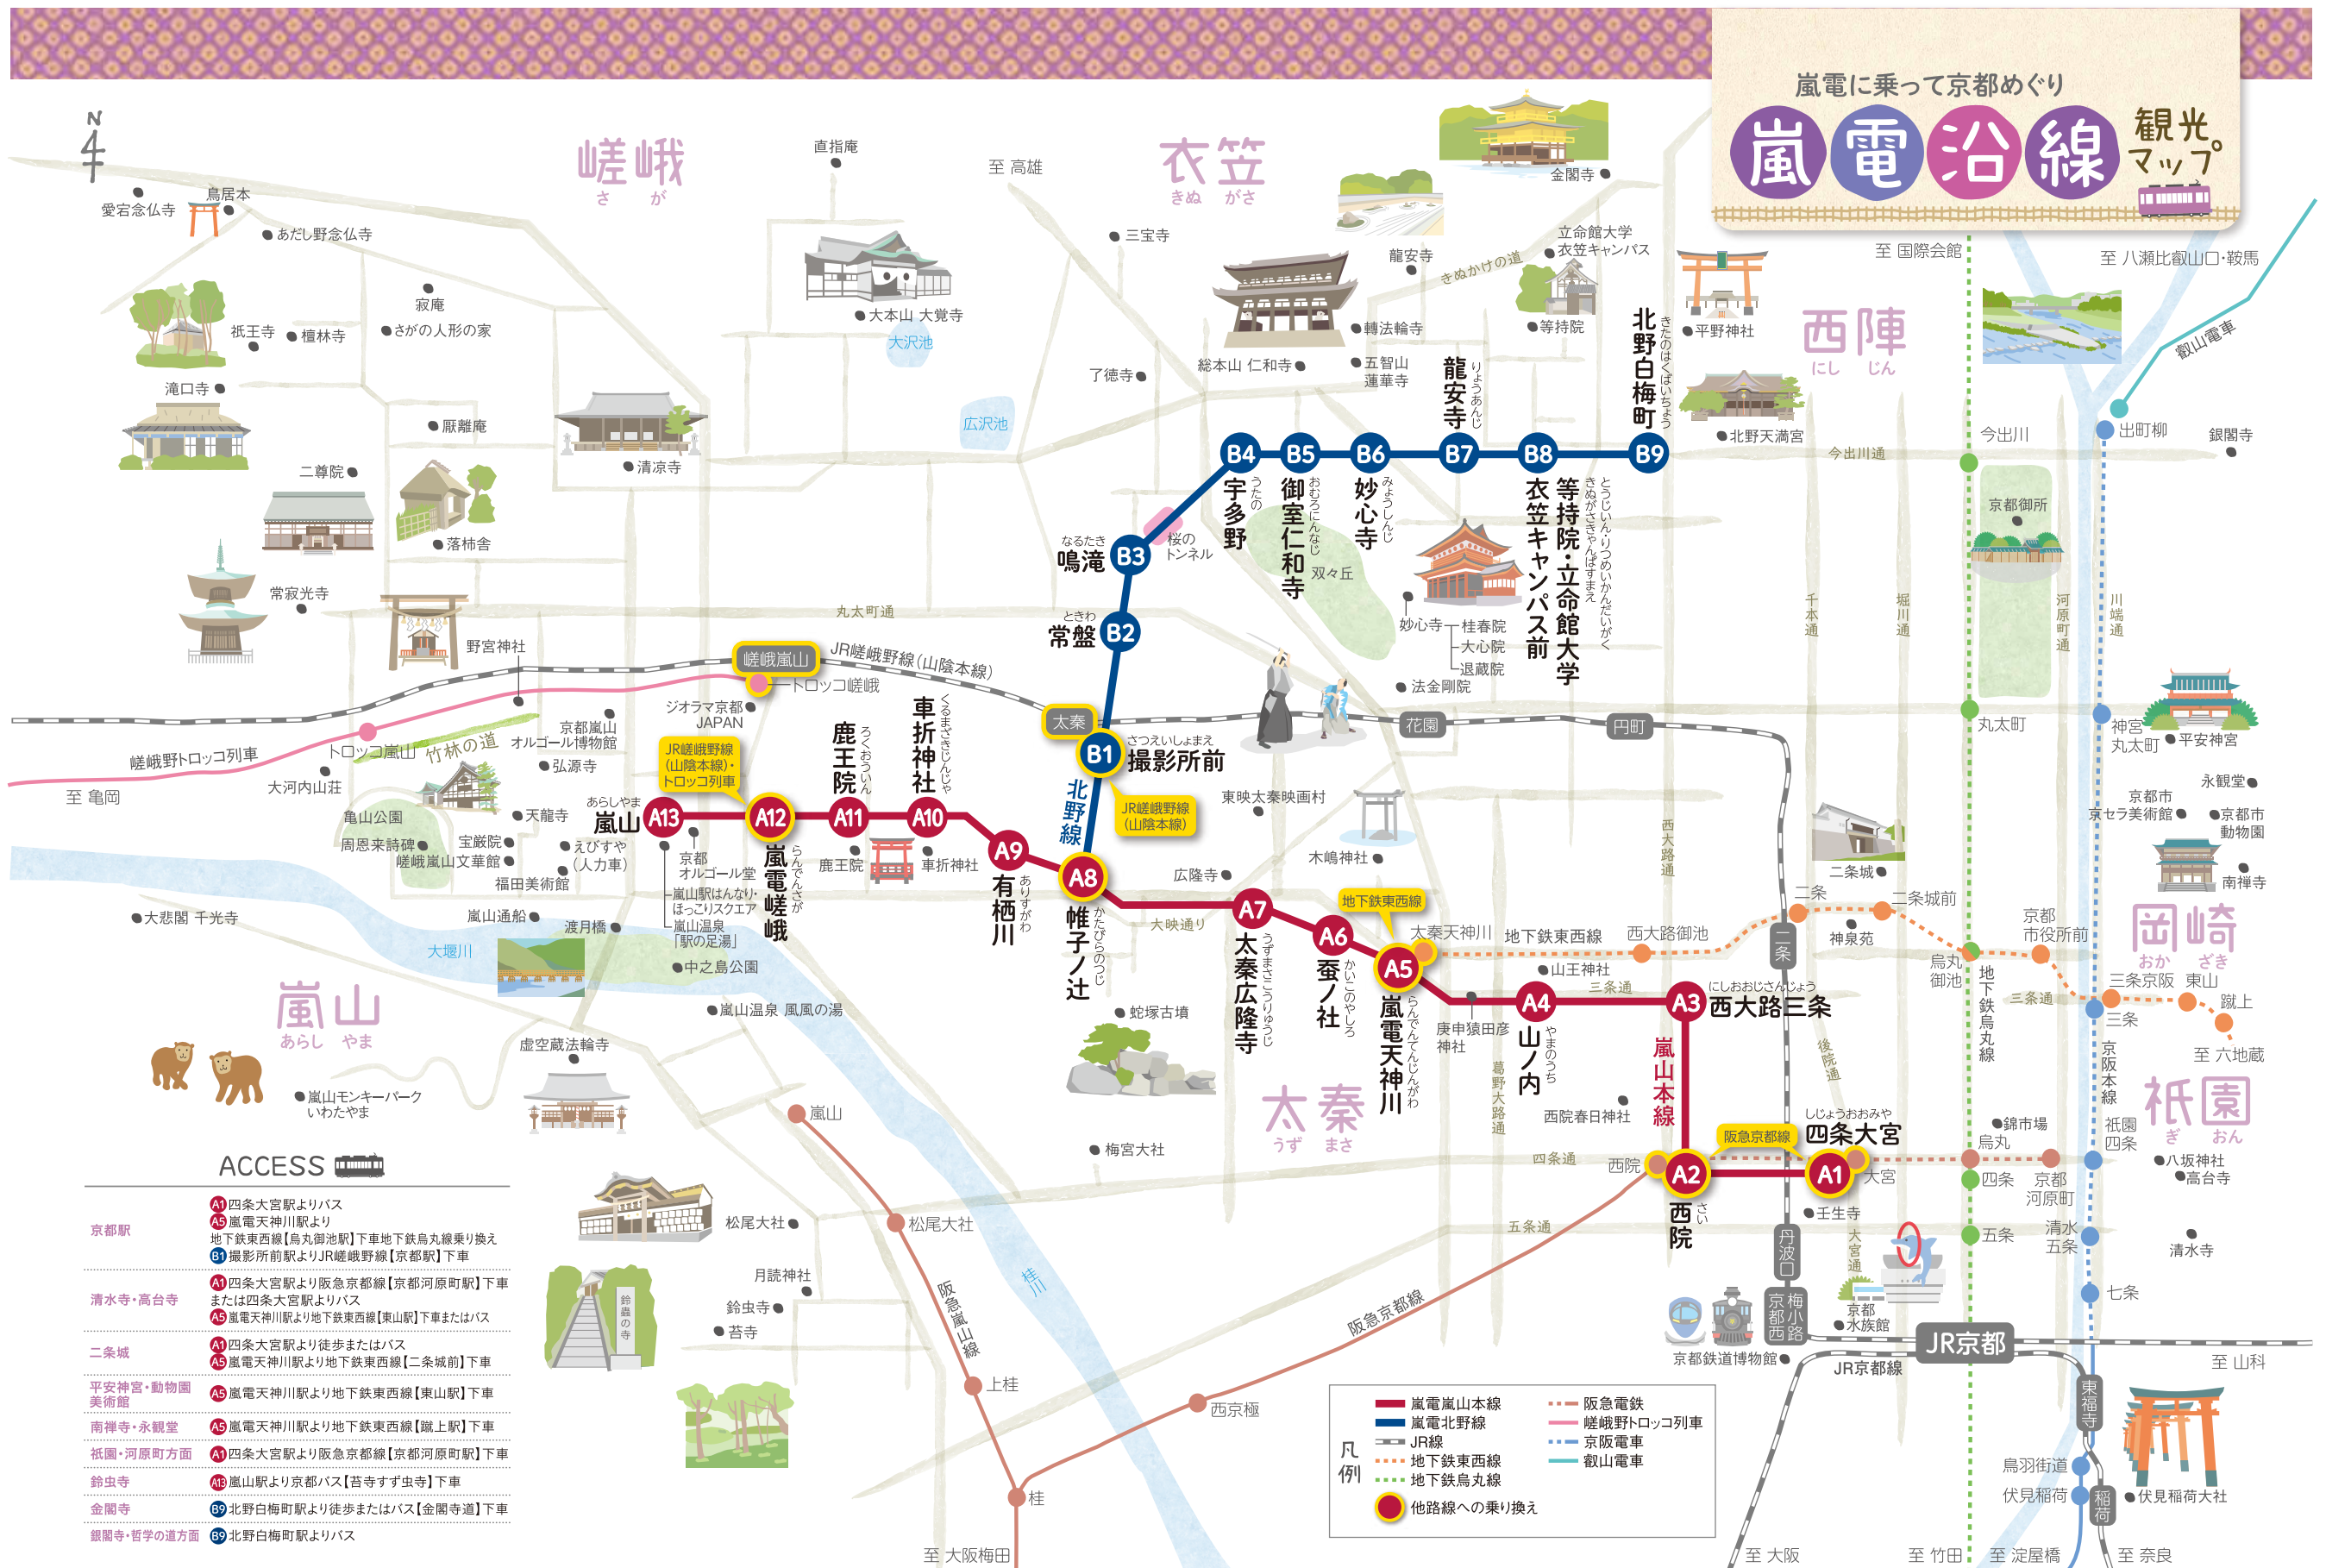 嵐電に乗って京都めぐり
嵐電沿線
観光
マップ。
N
嵯峨
さ が
衣笠
きぬ がさ
西陣
にし じん
岡崎
おか ざき
祇園
ぎ おん
太秦
うず まさ
嵐山
あらし やま
直指庵
至 高雄
愛宕念仏寺
鳥居本
あだし野念仏寺
寂庵
さがの人形の家
祇王寺
檀林寺
滝口寺
厭離庵
二尊院
清凉寺
落柿舎
常寂光寺
野宮神社
大本山 大覚寺
大沢池
広沢池
三宝寺
了徳寺
総本山 仁和寺
金閣寺
龍安寺
きぬかけの道
立命館大学
衣笠キャンパス
等持院
轉法輪寺
五智山
蓮華寺
平野神社
北野天満宮
至 国際会館
至 八瀬比叡山口・鞍馬
叡山電車
出町柳
銀閣寺
今出川
今出川通
京都御所
千本通
堀川通
河原町通
川端通
B9
北野白梅町
きたのはくばいちょう
B8
等持院・立命館大学
衣笠キャンパス前
とうじいん・りつめいかんだいがく
きぬがさきゃんぱすまえ
B7
龍安寺
りょうあんじ
B6
妙心寺
みょうしんじ
B5
御室仁和寺
おむろにんなじ
B4
宇多野
うたの
桜の
トンネル
B3
なるたき
鳴滝
B2
ときわ
常盤
B1
さつえいしょまえ
撮影所前
北野線
JR嵯峨野線
(山陰本線)
双々丘
妙心寺
桂春院
大心院
退蔵院
法金剛院
丸太町通
JR嵯峨野線(山陰本線)
嵯峨嵐山
トロッコ嵯峨
太秦
花園
円町
丸太町
神宮
丸太町
平安神宮
永観堂
京都市
京セラ美術館
京都市
動物園
南禅寺
ジオラマ京都
JAPAN
京都嵐山
オルゴール博物館
弘源寺
トロッコ嵐山
竹林の道
嵯峨野トロッコ列車
至 亀岡
大河内山荘
亀山公園
周恩来詩碑
嵯峨嵐山文華館
宝厳院
天龍寺
えびすや
(人力車)
福田美術館
JR嵯峨野線
(山陰本線)・
トロッコ列車
A13
あらしやま
嵐山
京都
オルゴール堂
嵐山駅はんなり・
ほっこりスクエア
嵐山温泉
「駅の足湯」
A12
嵐電嵯峨
らんでんさが
A11
鹿王院
ろくおういん
鹿王院
A10
車折神社
くるまざきじんじゃ
車折神社
A9
有栖川
ありすがわ
A8
帷子ノ辻
かたびらのつじ
A7
太秦広隆寺
うずまさこうりゅうじ
A6
蚕ノ社
かいこのやしろ
A5
嵐電天神川
らんでんてんじんがわ
地下鉄東西線
A4
山ノ内
やまのうち
A3
にしおおじさんじょう
西大路三条
嵐山本線
A2
西院
さい
A1
しじょうおおみや
四条大宮
阪急京都線
東映太秦映画村
木嶋神社
広隆寺
大映通り
蛇塚古墳
梅宮大社
太秦天神川
地下鉄東西線
西大路御池
西大路通
二条城
二条
二条城前
神泉苑
二条
烏丸
御池
京都
市役所前
地下鉄烏丸線
三条京阪
東山
蹴上
三条
至 六地蔵
三条通
京阪本線
山王神社
三条通
庚申猿田彦
神社
葛野大路通
西院春日神社
後院通
錦市場
烏丸
祇園
四条
四条通
西院
大宮
四条
京都
河原町
八坂神社
高台寺
壬生寺
五条通
五条
清水
五条
清水寺
丹波口
大宮通
七条
梅小路
京都西
京都
水族館
京都鉄道博物館
JR京都
JR京都線
至 山科
東福寺
鳥羽街道
伏見稲荷
稲荷
伏見稲荷大社
至 大阪
至 竹田
至 淀屋橋
至 奈良
大悲閣 千光寺
嵐山通船
渡月橋
大堰川
中之島公園
嵐山温泉 風風の湯
虚空蔵法輪寺
嵐山モンキーパーク
いわたやま
嵐山
松尾大社
松尾大社
月読神社
鈴虫寺
鈴蟲の寺
苔寺
阪急嵐山線
桂川
上桂
阪急京都線
西京極
桂
至 大阪梅田
ACCESS
京都駅
A1四条大宮駅よりバス
A5嵐電天神川駅より
地下鉄東西線【烏丸御池駅】下車地下鉄烏丸線乗り換え
B1撮影所前駅よりJR嵯峨野線【京都駅】下車
清水寺・高台寺
A1四条大宮駅より阪急京都線【京都河原町駅】下車
または四条大宮駅よりバス
A5嵐電天神川駅より地下鉄東西線【東山駅】下車またはバス
二条城
A1四条大宮駅より徒歩またはバス
A5嵐電天神川駅より地下鉄東西線【二条城前】下車
平安神宮・動物園
美術館
A5嵐電天神川駅より地下鉄東西線【東山駅】下車
南禅寺・永観堂
A5嵐電天神川駅より地下鉄東西線【蹴上駅】下車
祇園・河原町方面
A1四条大宮駅より阪急京都線【京都河原町駅】下車
鈴虫寺
A13嵐山駅より京都バス【苔寺すず虫寺】下車
金閣寺
B9北野白梅町駅より徒歩またはバス【金閣寺道】下車
銀閣寺・哲学の道方面
B9北野白梅町駅よりバス
凡例
嵐電嵐山本線
嵐電北野線
JR線
地下鉄東西線
地下鉄烏丸線
他路線への乗り換え
阪急電鉄
嵯峨野トロッコ列車
京阪電車
叡山電車